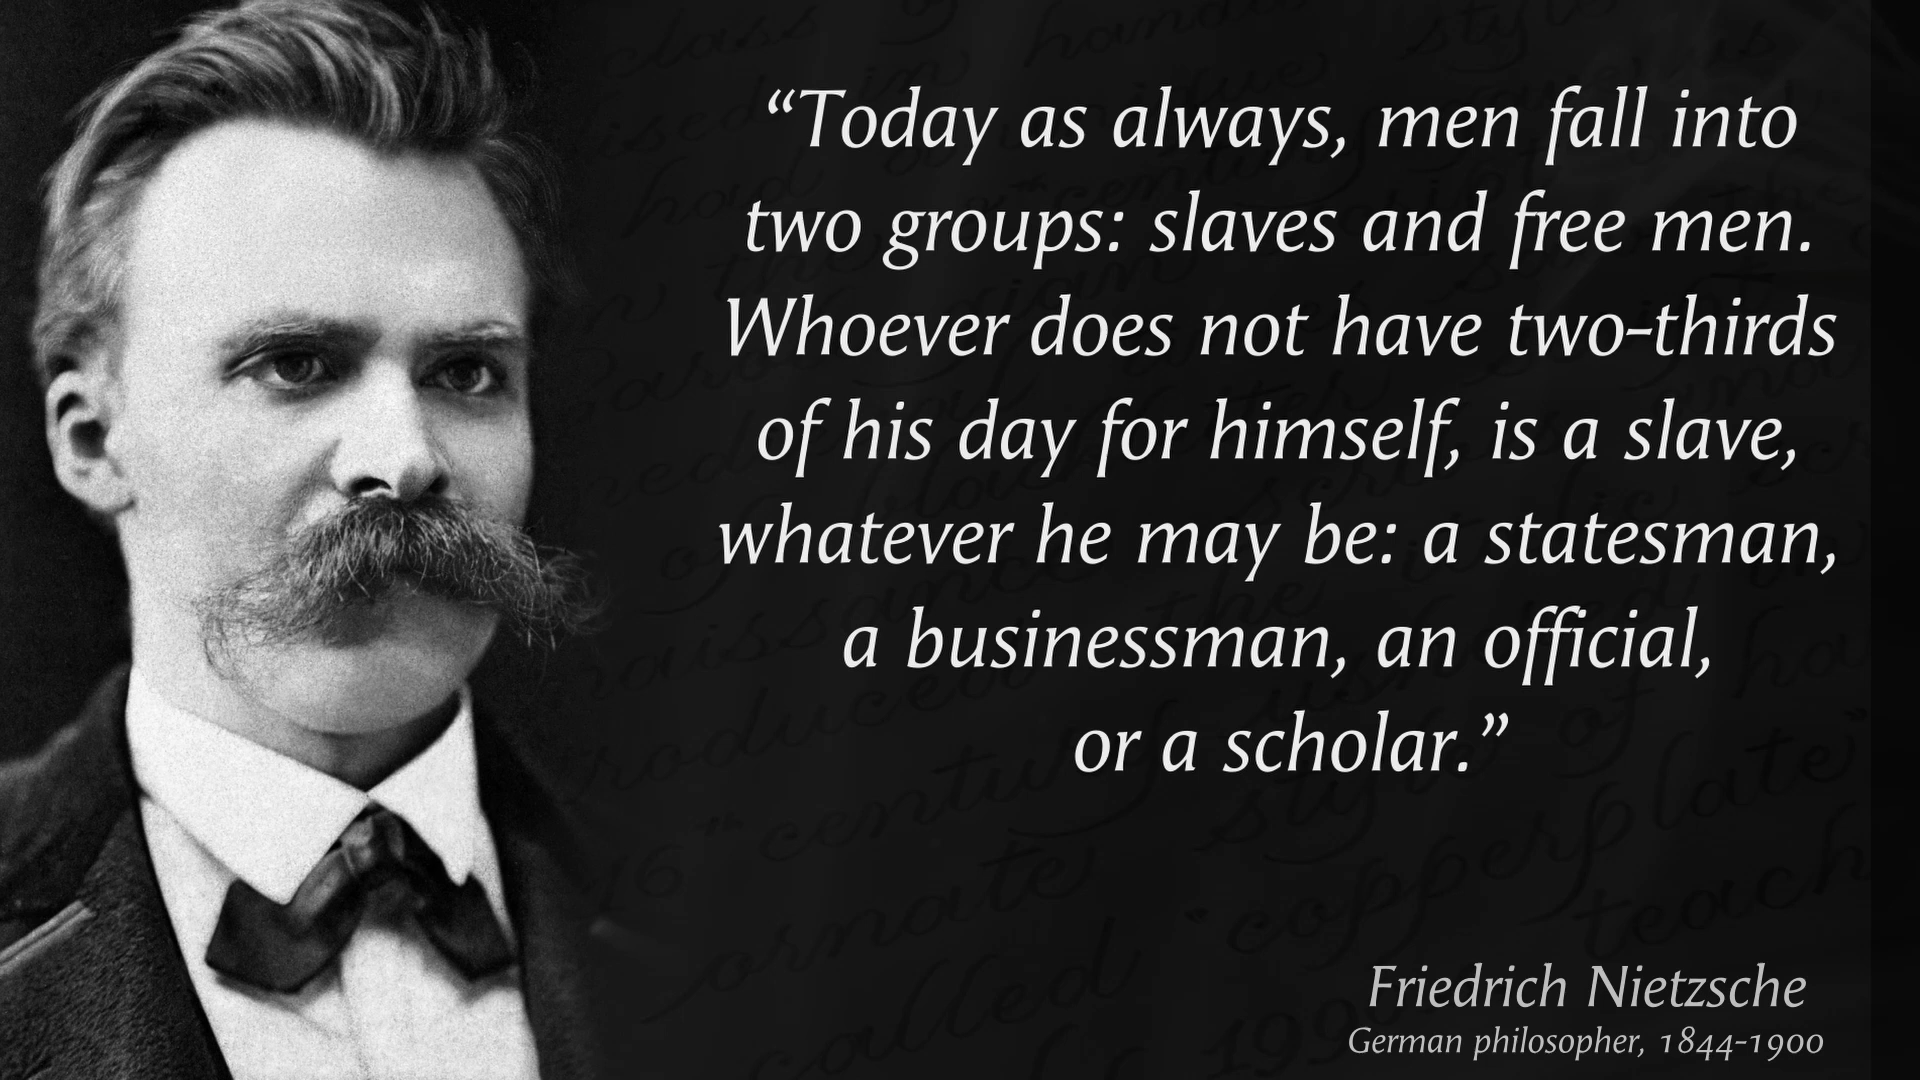 “Today as always, men fall into
two groups: slaves and free men.
Whoever does not have two-thirds
of his day for himself, is a slave,
whatever he may be: a statesman,
a businessman, an official,
or a scholar.”
Friedrich Nietzsche
German philosopher, 1844-1900